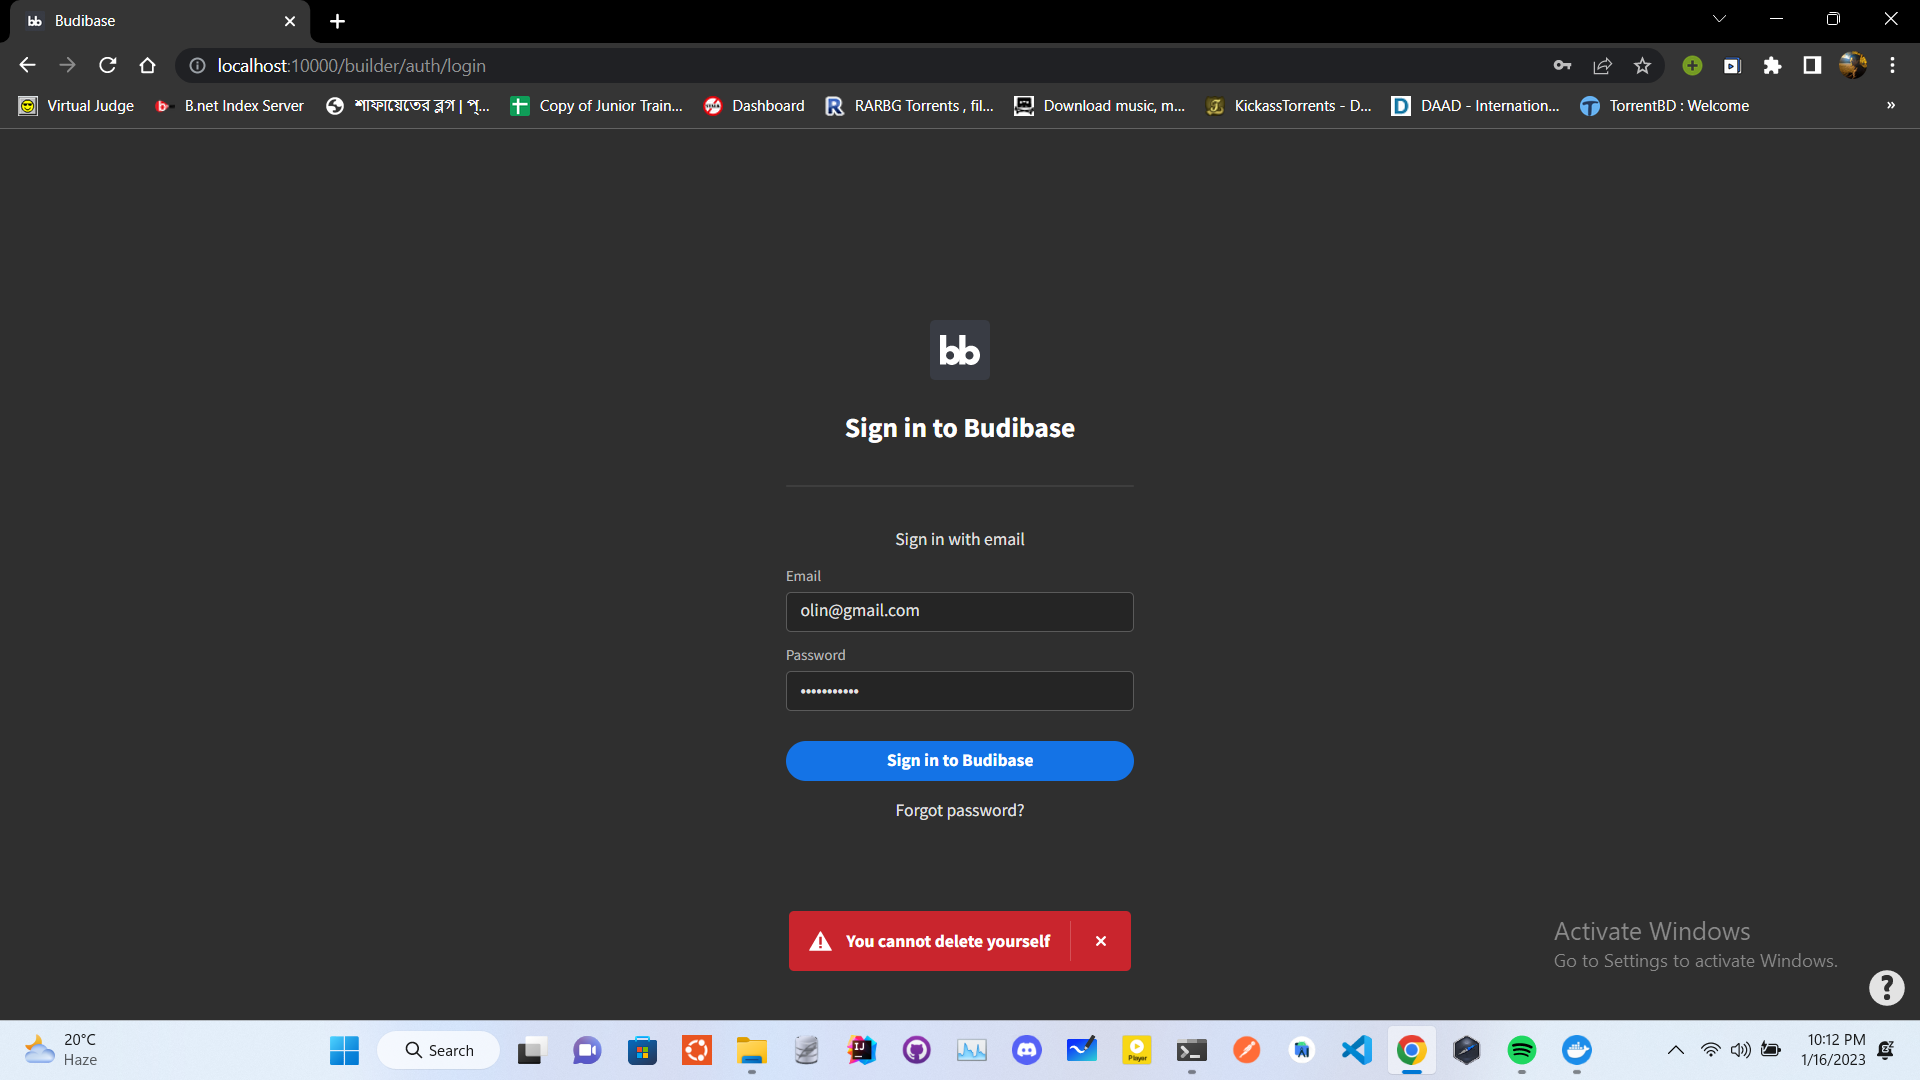 bb Budibase
localhost:10000/builder/auth/login
Virtual Judge
b B.net Index Server
শাফায়েতের ব্লগ | প্...
Copy of Junior Train...
Dashboard
R RARBG Torrents , fil...
Download music, m...
KickassTorrents - D...
D DAAD - Internation...
T TorrentBD : Welcome
»
bb
Sign in to Budibase
Sign in with email
Email
olin@gmail.com
Password
•••••••••••
Sign in to Budibase
Forgot password?
You cannot delete yourself
Activate Windows
Go to Settings to activate Windows.
?
20°C
Haze
Search
IJ
Player
10:12 PM
1/16/2023